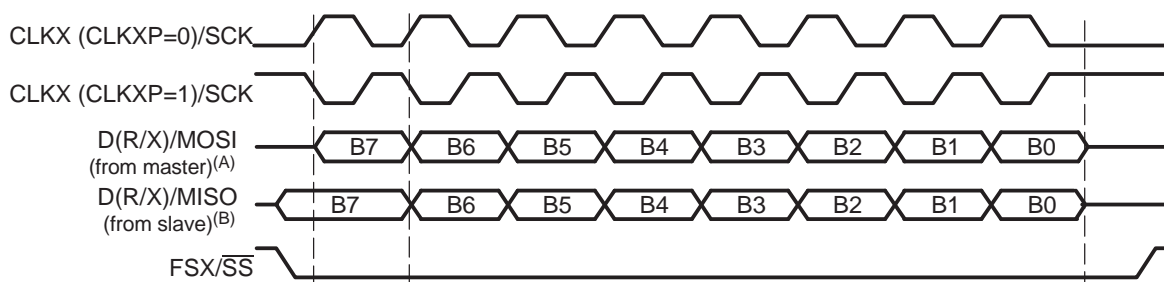 CLKX (CLKXP=0)/SCK
CLKX (CLKXP=1)/SCK
D(R/X)/MOSI
(from master)(A)
B7 B6 B5 B4 B3 B2 B1 B0
D(R/X)/MISO
(from slave)(B)
B7 B6 B5 B4 B3 B2 B1 B0
FSX/S̅S̅